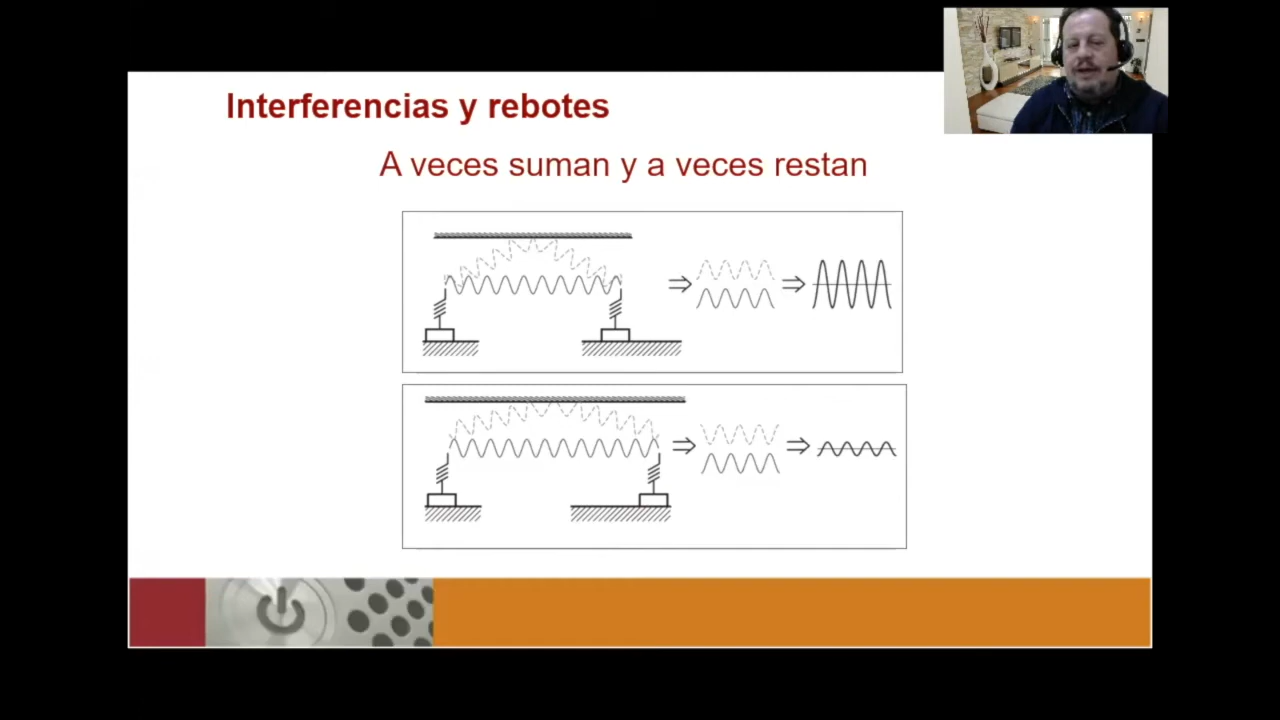 Interferencias y rebotes
A veces suman y a veces restan